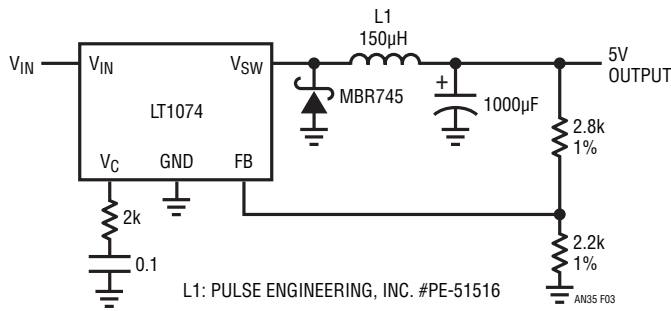 L1
150µH
V_IN
V_IN
V_SW
5V
OUTPUT
LT1074
MBR745
+
1000µF
2.8k
1%
V_C
GND
FB
2k
0.1
2.2k
1%
L1: PULSE ENGINEERING, INC. #PE-51516
AN35 F03